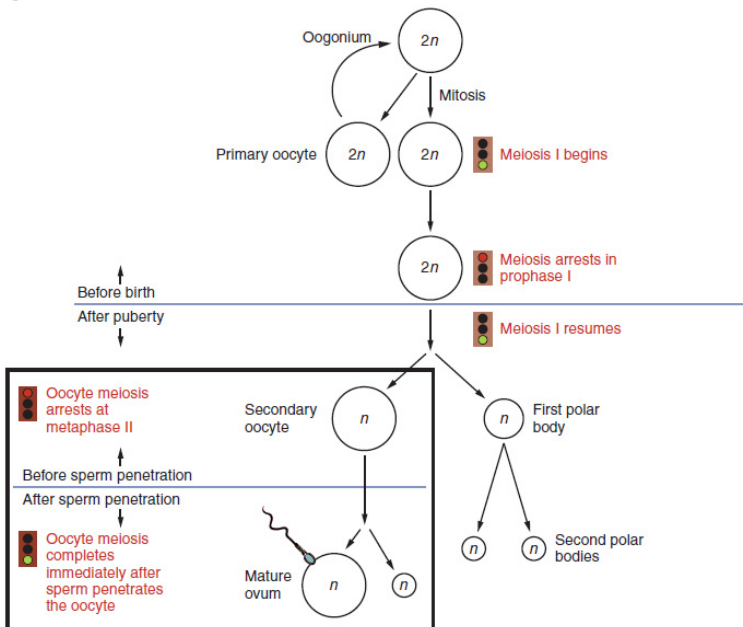 Oogonium
2n
Mitosis
Primary oocyte
2n
2n
Meiosis I begins
2n
Meiosis arrests in
prophase I
Before birth
After puberty
Meiosis I resumes
Oocyte meiosis
arrests at
metaphase II
Secondary
oocyte
n
n
First polar
body
Before sperm penetration
After sperm penetration
Oocyte meiosis
completes
immediately after
sperm penetrates
the oocyte
Mature
ovum
n
n
n
n
Second polar
bodies